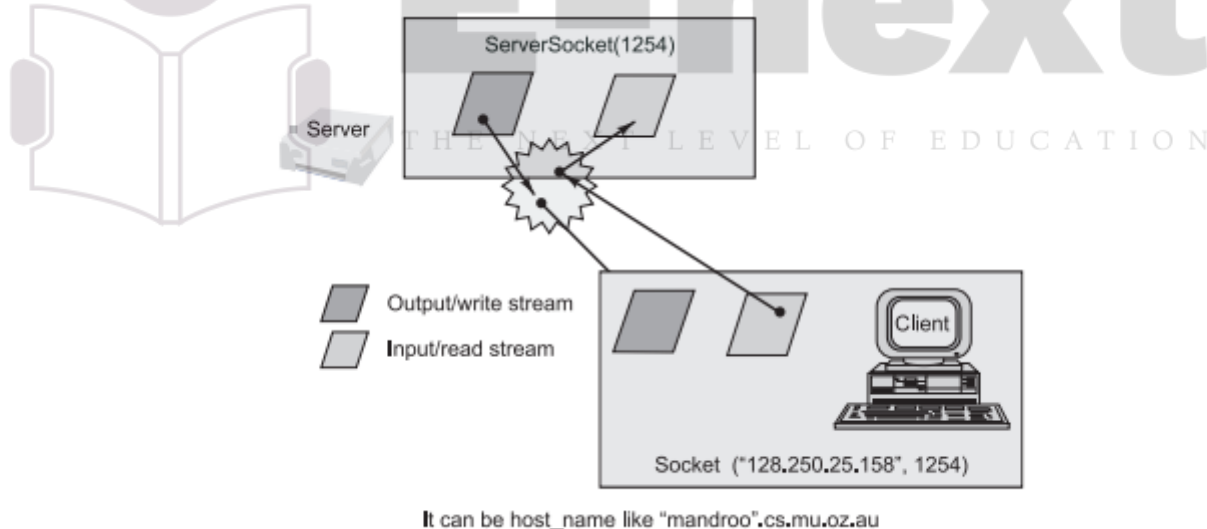 E-next
ServerSocket(1254)
Server
THE NEXT LEVEL OF EDUCATION
Output/write stream
Input/read stream
Client
Socket ("128.250.25.158", 1254)
It can be host_name like "mandroo".cs.mu.oz.au